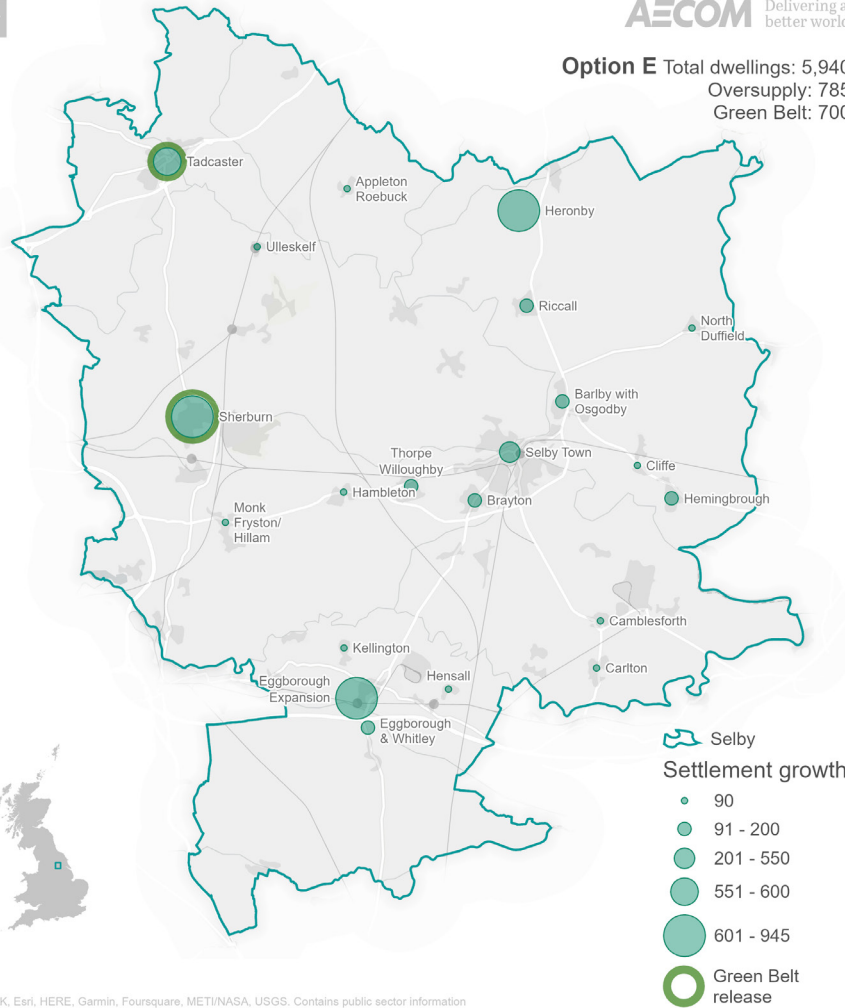 AECOM
Delivering a
better world
Option E Total dwellings: 5,940
Oversupply: 785
Green Belt: 700
Tadcaster
Appleton
Roebuck
Heronby
Ulleskelf
Riccall
North
Duffield
Barlby with
Osgodby
Sherburn
Thorpe
Willoughby
Selby Town
Cliffe
Hambleton
Brayton
Hemingbrough
Monk
Fryston/
Hillam
Camblesforth
Kellington
Carlton
Hensall
Eggborough
Expansion
Eggborough
& Whitley
Selby
Settlement growth
90
91 - 200
201 - 550
551 - 600
601 - 945
Green Belt
release
K, Esri, HERE, Garmin, Foursquare, METI/NASA, USGS. Contains public sector information